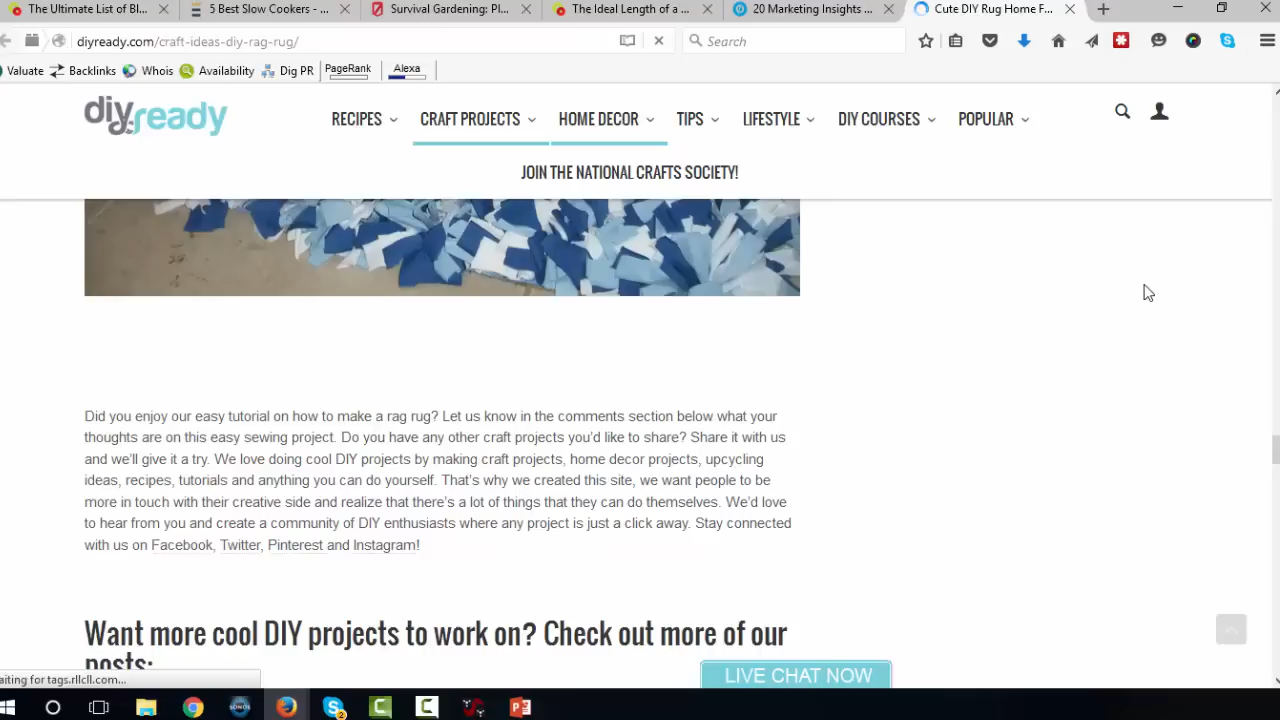 The Ultimate List of Bl...
5 Best Slow Cookers - ...
Survival Gardening: Pl...
The Ideal Length of a ...
20 Marketing Insights ...
Cute DIY Rug Home F...
diyready.com/craft-ideas-diy-rag-rug/
Search
Valuate
Backlinks
Whois
Availability
Dig PR
PageRank
Alexa
diyready
RECIPES
CRAFT PROJECTS
HOME DECOR
TIPS
LIFESTYLE
DIY COURSES
POPULAR
JOIN THE NATIONAL CRAFTS SOCIETY!
Did you enjoy our easy tutorial on how to make a rag rug? Let us know in the comments section below what your
thoughts are on this easy sewing project. Do you have any other craft projects you'd like to share? Share it with us
and we'll give it a try. We love doing cool DIY projects by making craft projects, home decor projects, upcycling
ideas, recipes, tutorials and anything you can do yourself. That's why we created this site, we want people to be
more in touch with their creative side and realize that there's a lot of things that they can do themselves. We'd love
to hear from you and create a community of DIY enthusiasts where any project is just a click away. Stay connected
with us on Facebook, Twitter, Pinterest and Instagram!
Want more cool DIY projects to work on? Check out more of our
posts:
aiting for tags.rllcll.com...
LIVE CHAT NOW
SONOS
2